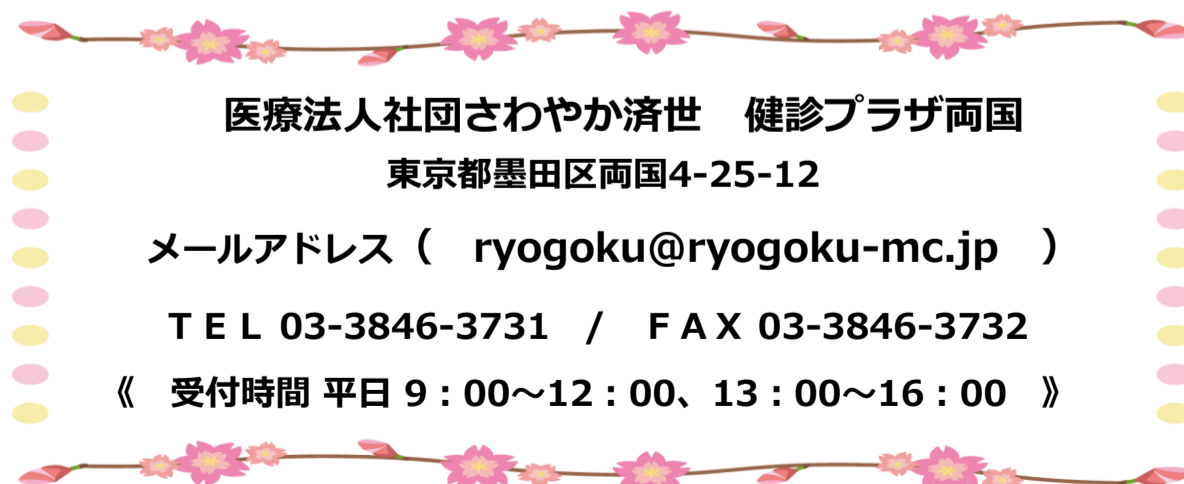 医療法人社団さわやか済世　健診プラザ両国
東京都墨田区両国4-25-12
メールアドレス（　ryogoku@ryogoku-mc.jp　）
ＴＥＬ 03-3846-3731　/　ＦＡＸ 03-3846-3732
《　受付時間 平日 9：00～12：00、13：00～16：00　》